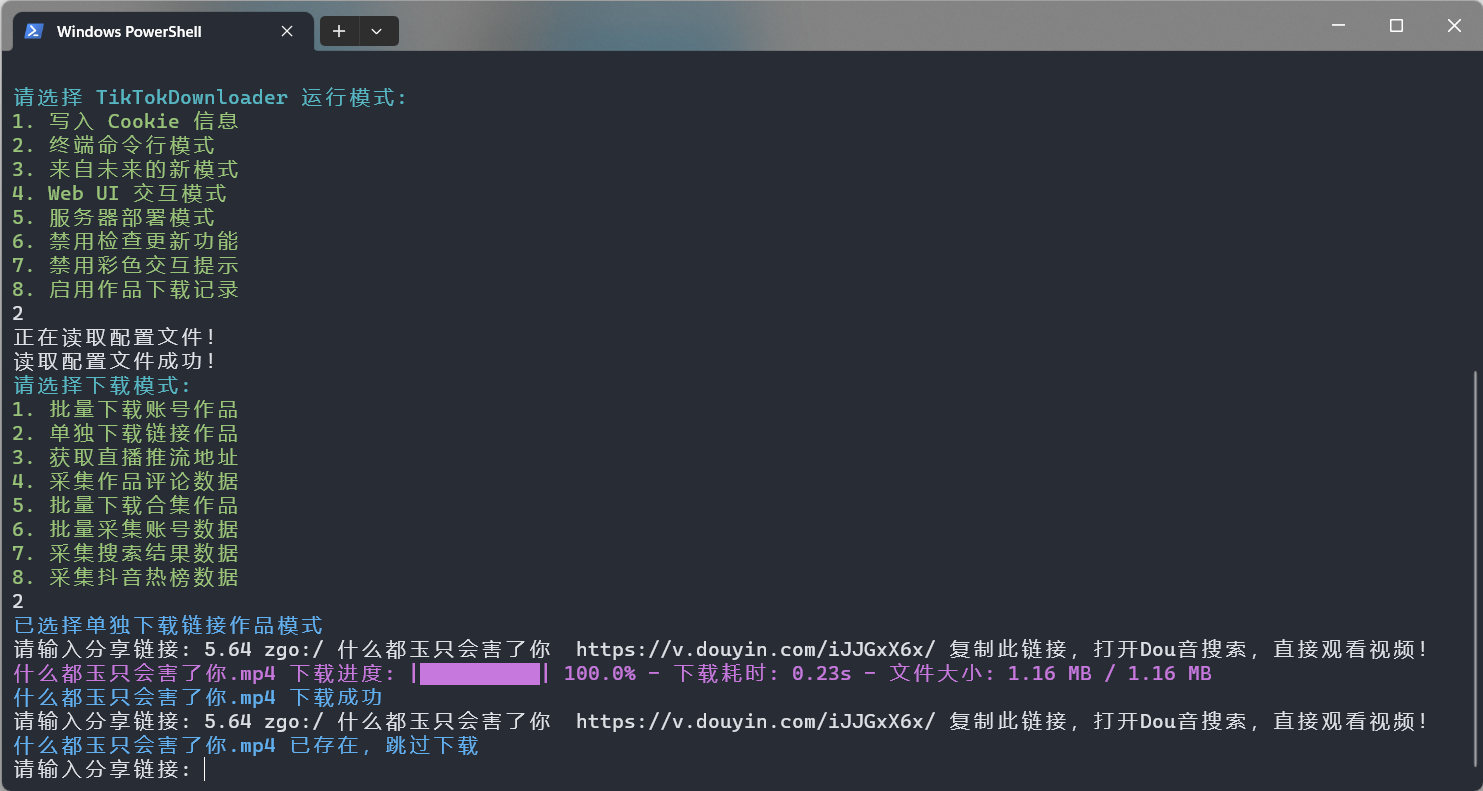 Windows PowerShell
请选择 TikTokDownloader 运行模式:
1. 写入 Cookie 信息
2. 终端命令行模式
3. 来自未来的新模式
4. Web UI 交互模式
5. 服务器部署模式
6. 禁用检查更新功能
7. 禁用彩色交互提示
8. 启用作品下载记录
2
正在读取配置文件!
读取配置文件成功!
请选择下载模式:
1. 批量下载账号作品
2. 单独下载链接作品
3. 获取直播推流地址
4. 采集作品评论数据
5. 批量下载合集作品
6. 批量采集账号数据
7. 采集搜索结果数据
8. 采集抖音热榜数据
2
已选择单独下载链接作品模式
请输入分享链接: 5.64 zgo:/ 什么都玉只会害了你  https://v.douyin.com/iJJGxX6x/ 复制此链接，打开Dou音搜索，直接观看视频!
什么都玉只会害了你.mp4 下载进度: |██████████| 100.0% - 下载耗时: 0.23s - 文件大小: 1.16 MB / 1.16 MB
什么都玉只会害了你.mp4 下载成功
请输入分享链接: 5.64 zgo:/ 什么都玉只会害了你  https://v.douyin.com/iJJGxX6x/ 复制此链接，打开Dou音搜索，直接观看视频!
什么都玉只会害了你.mp4 已存在，跳过下载
请输入分享链接: